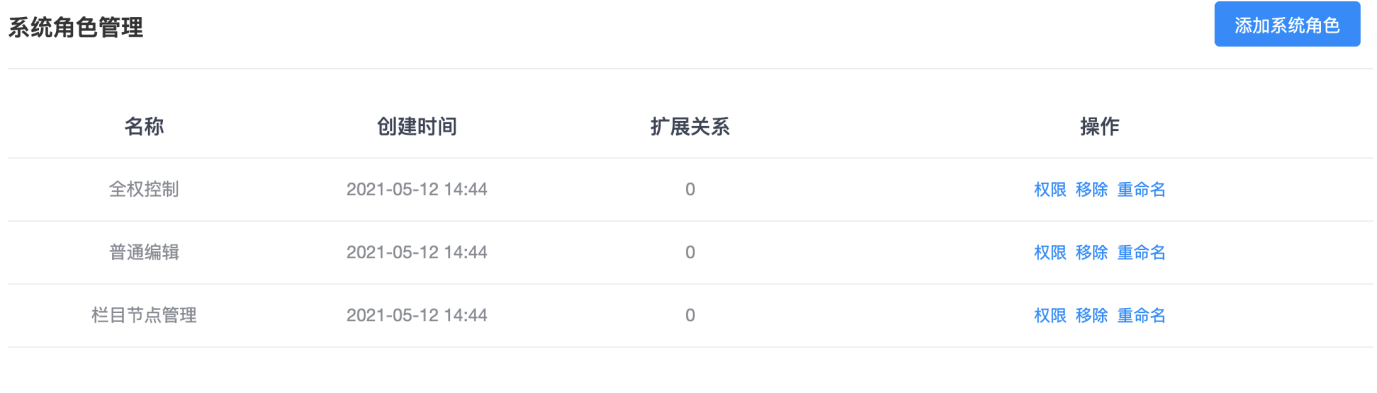 系统角色管理 添加系统角色
名称 创建时间 扩展关系 操作
全权控制 2021-05-12 14:44 0 权限 移除 重命名
普通编辑 2021-05-12 14:44 0 权限 移除 重命名
栏目节点管理 2021-05-12 14:44 0 权限 移除 重命名